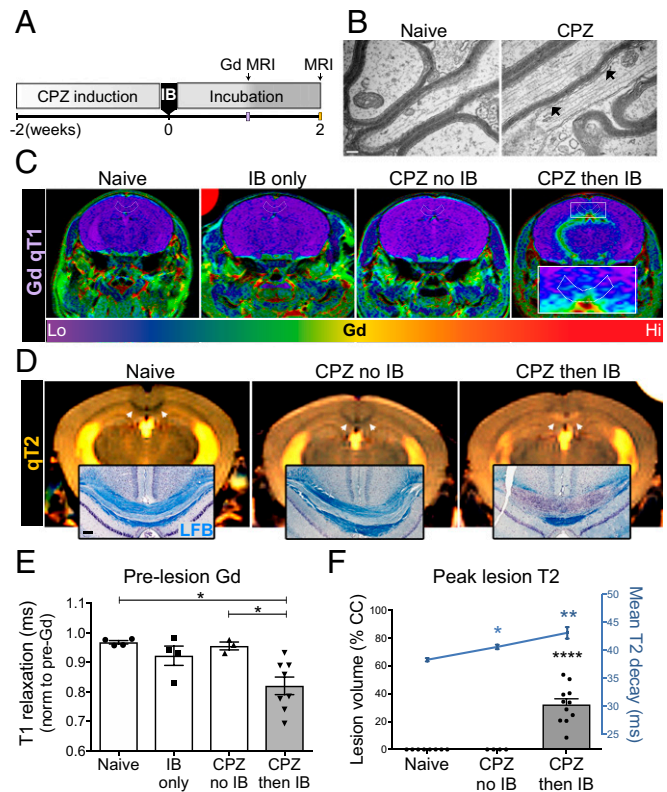 A
Gd MRI
MRI
CPZ induction
IB
Incubation
-2(weeks)
0
2
B
Naive
CPZ
C
Naive
IB only
CPZ no IB
CPZ then IB
Gd qT1
Lo
Gd
Hi
D
Naive
CPZ no IB
CPZ then IB
qT2
LFB
E
Pre-lesion Gd
T1 relaxation (ms)
(norm to pre-Gd)
1.1
1.0
0.9
0.8
0.7
0.6
*
*
Naive
IB
only
CPZ
no IB
CPZ
then IB
F
Peak lesion T2
Lesion volume (% CC)
100
80
60
40
20
0
*
**
****
50
45
40
35
30
25
Mean T2 decay
(ms)
Naive
CPZ
no IB
CPZ
then IB